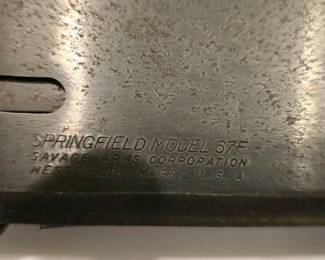 SPRINGFIELD MODEL 67F
SAVAGE ARMS CORPORATION
WESTFIELD, MASS. U.S.A.